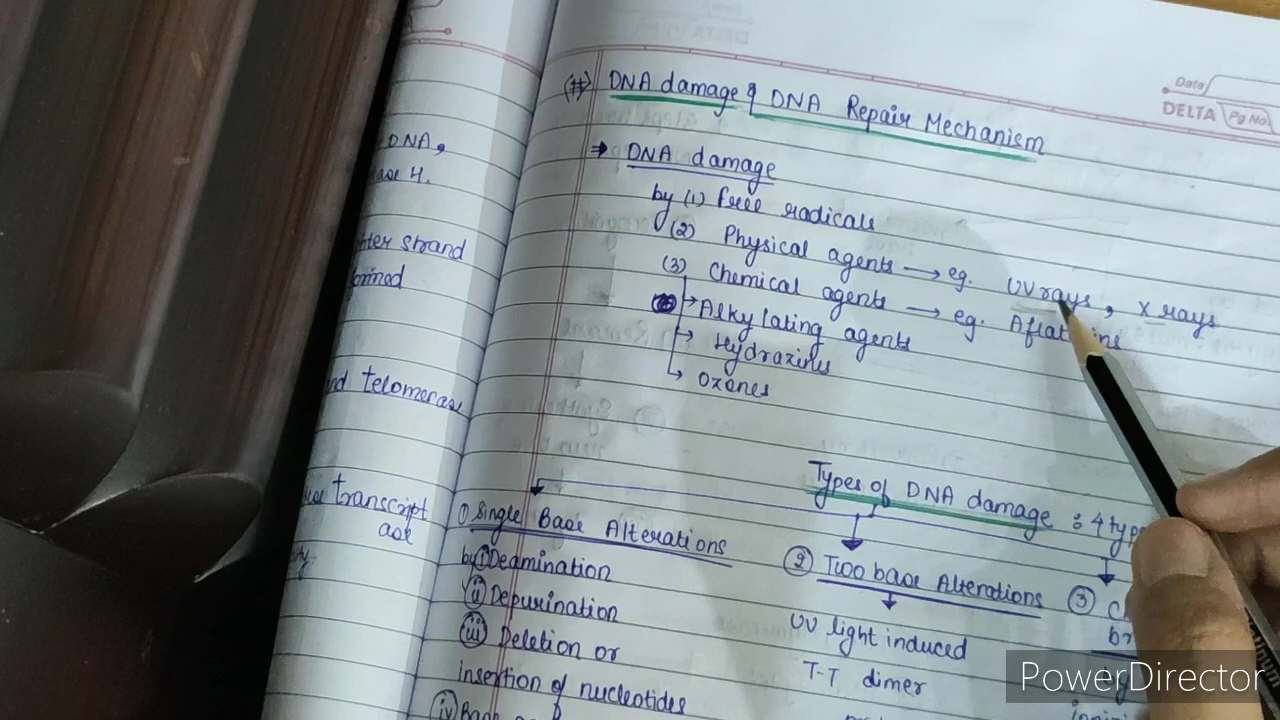 (#) DNA damage & DNA Repair Mechanism
Date
DELTA Pg No.
→ DNA damage
by (1) Free radicals
(2) Physical agents → eg. UV rays, X rays
(3) Chemical agents → eg.
→ Alkylating agents
→ Hydrazines
→ Ozones
Types of DNA damage : 4
① Single Base Alterations
by ⓘ Deamination
ⓘⓘ Depurination
ⓘⓘⓘ Deletion or
insertion of nucleotides
② Two base Alterations
↓
UV light induced
T-T dimer
③
DNA,
strand
telomerase
transcript
ase
PowerDirector